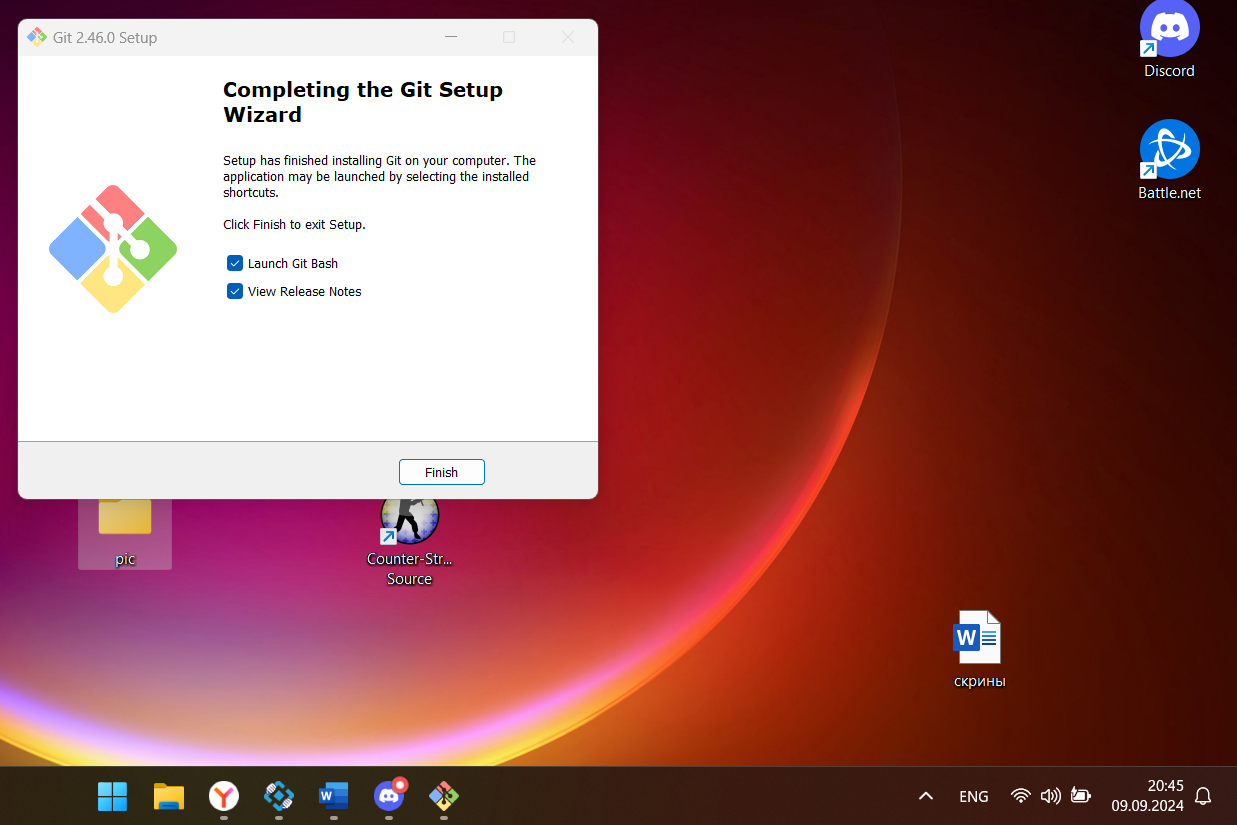 Git 2.46.0 Setup
Completing the Git Setup
Wizard
Setup has finished installing Git on your computer. The
application may be launched by selecting the installed
shortcuts.
Click Finish to exit Setup.
Launch Git Bash
View Release Notes
Finish
Discord
Battle.net
pic
Counter-Str...
Source
W
скрины
W
ENG
20:45
09.09.2024